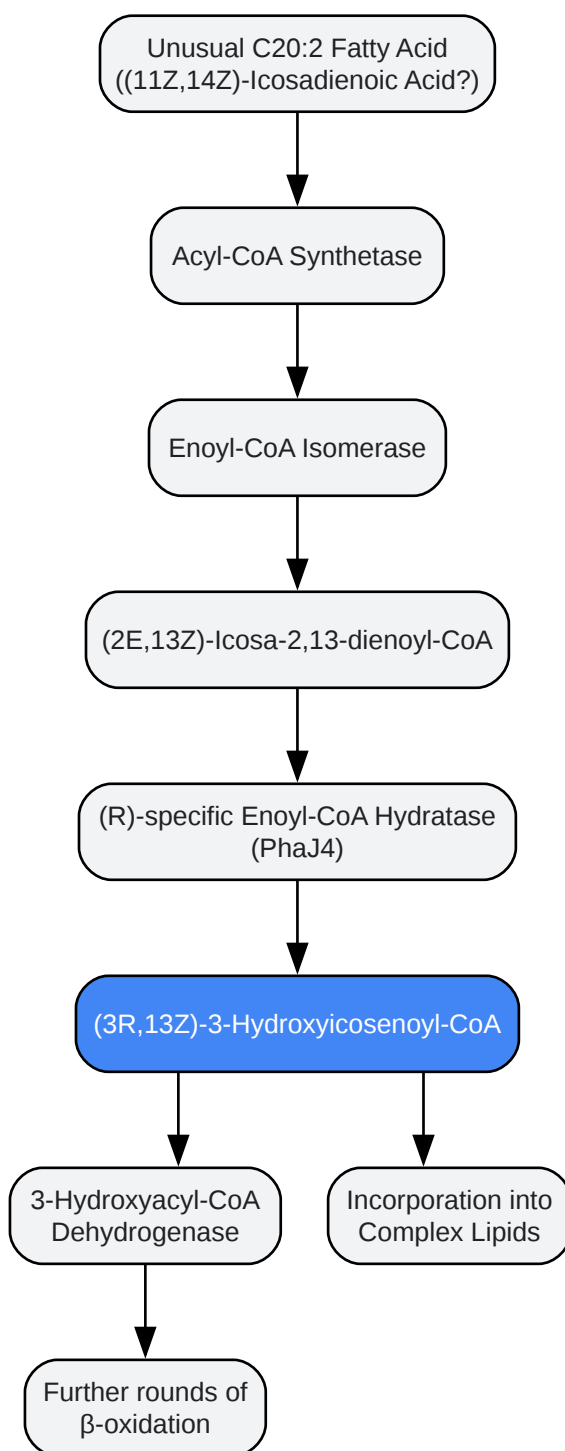 Unusual C20:2 Fatty Acid
((11Z,14Z)-Icosadienoic Acid?)
Acyl-CoA Synthetase
Enoyl-CoA Isomerase
(2E,13Z)-Icosa-2,13-dienoyl-CoA
(R)-specific Enoyl-CoA Hydratase
(PhaJ4)
(3R,13Z)-3-Hydroxyicosenoyl-CoA
3-Hydroxyacyl-CoA
Dehydrogenase
Incorporation into
Complex Lipids
Further rounds of
β-oxidation